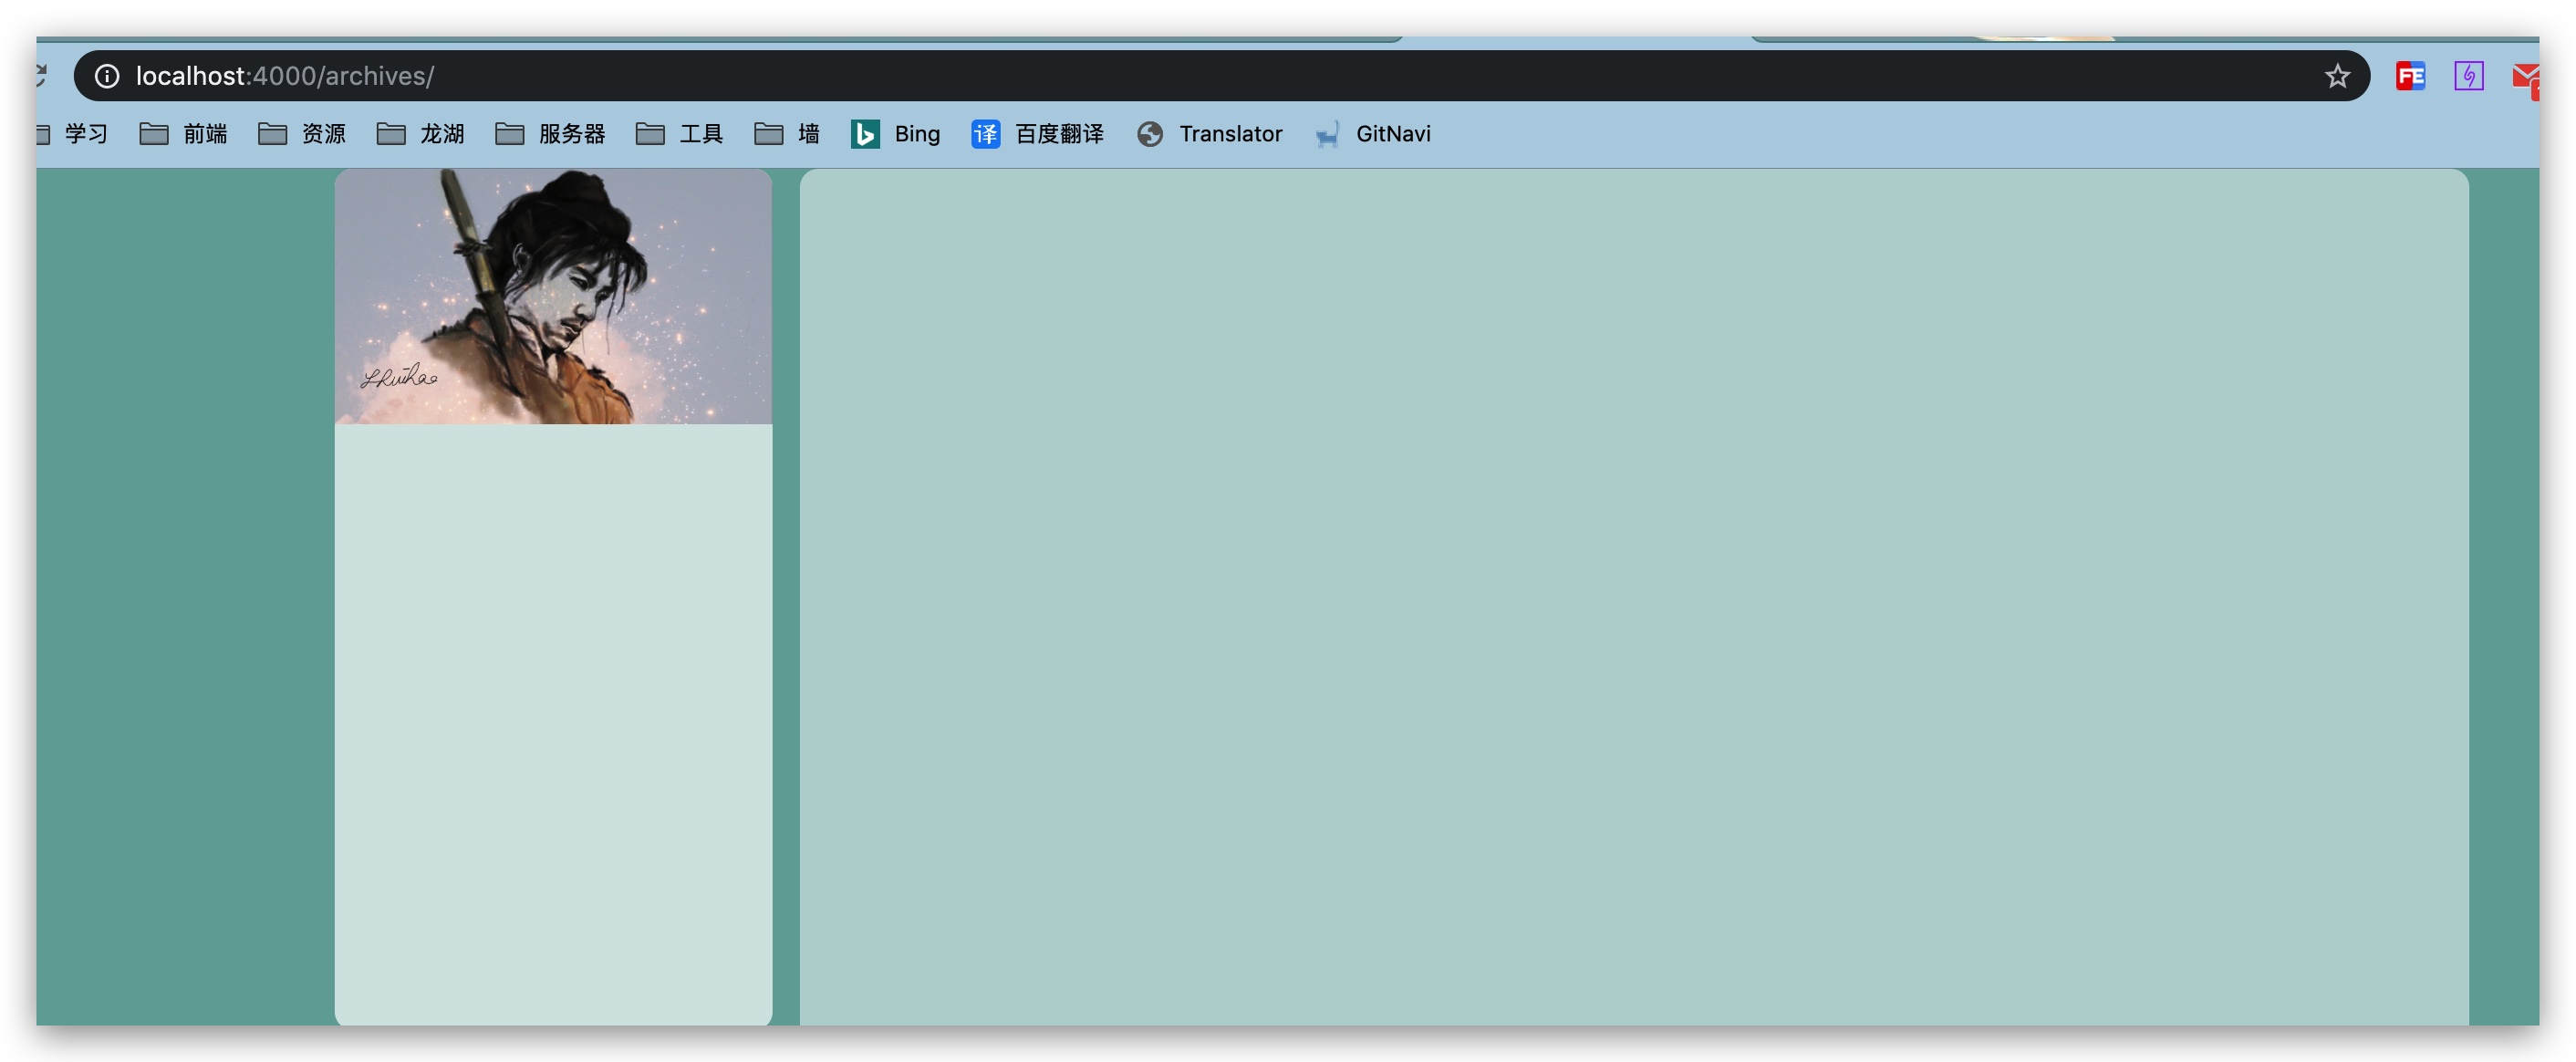 localhost:4000/archives/
FE
学习 前端 资源 龙湖 服务器 工具 墙 Bing 译 百度翻译 Translator GitNavi